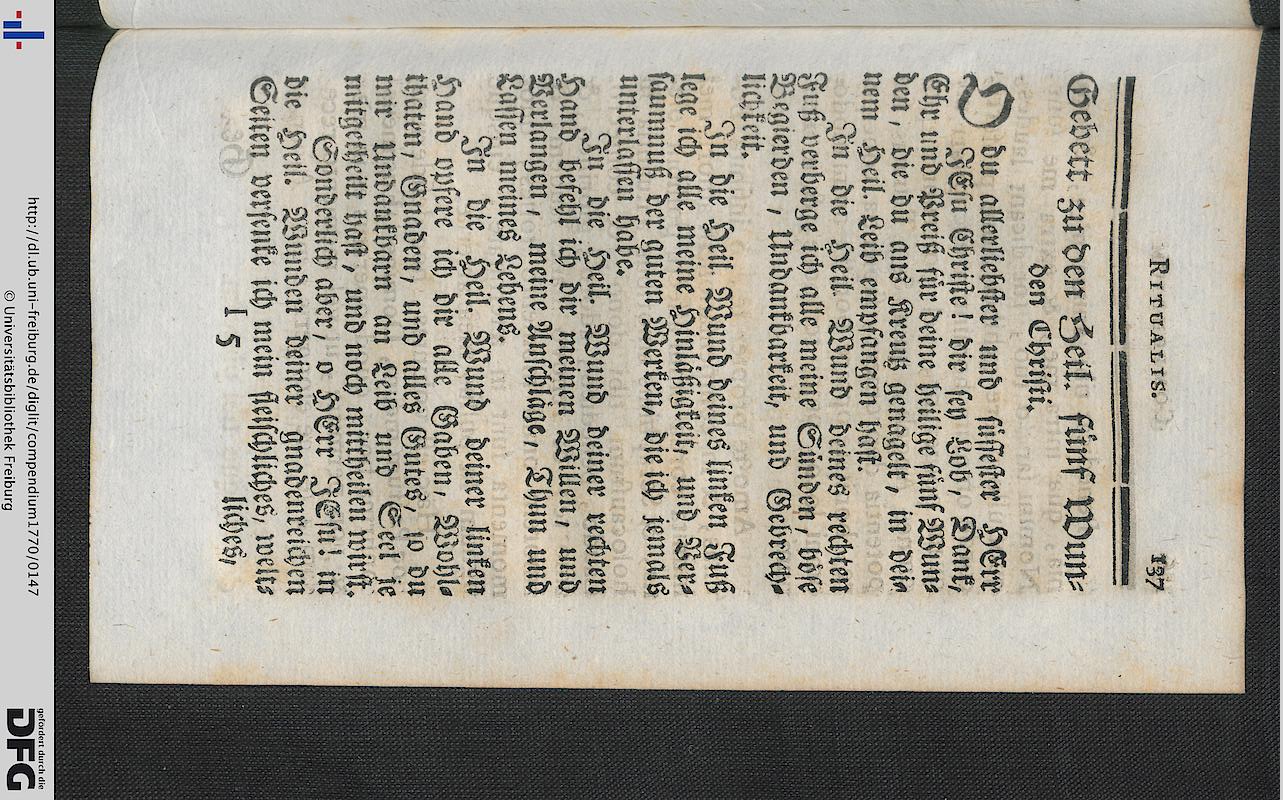 RITUALIS. 137
Gebett zu den Heil. fünf Wun-
den Christi.
O du allerliebster und süssester HErr
JEsu Christe! dir sey Lob, Dank,
Ehr und Preiß für deine heilige fünf Wun-
den, die du aus Kreutz genagelt, in dei-
nem Heil. Leib empfangen hast.
In die Heil. Wund deines rechten
Fuß verberge ich alle meine Sünden, böse
Begierden, Undankbarkeit, und Gebrech-
lichkeit.
In die Heil. Wund deines linken Fuß
lege ich alle meine Hinläßigkeit, und Ver-
saumnuß der guten Werken, die ich jemals
unterlassen habe.
In die Heil. Wund deiner rechten
Hand befehl ich dir meinen Willen, und
Verlangen, meine Anschläge, Thun und
Lassen meines Lebens.
In die Heil. Wund deiner linken
Hand opfere ich dir alle Gaben, Wohl-
thaten, Gnaden, und alles Gutes, so du
mir Undankbarn an Leib und Seel je
mitgetheilt hast, und noch mittheilen wirst.
Sonderlich aber, o HErr JEsu! in
die Heil. Wunden deiner gnadenreichen
Seiten versenke ich mein fleischliches, welt-
I 5 liches,
http://dl.ub.uni-freiburg.de/diglit/compendium1770/0147
© Universitätsbibliothek Freiburg
gefördert durch die
DFG